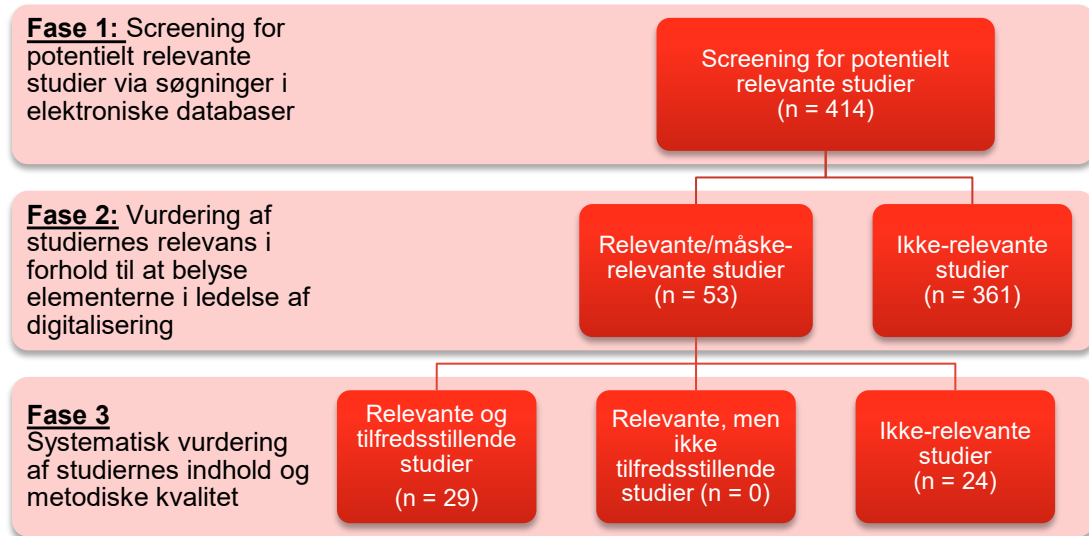 Fase 1: Screening for
potentielt relevante
studier via søgninger i
elektroniske databaser
Screening for potentielt
relevante studier
(n = 414)
Fase 2: Vurdering af
studiernes relevans i
forhold til at belyse
elementerne i ledelse af
digitalisering
Relevante/måske-
relevante studier
(n = 53)
Ikke-relevante
studier
(n = 361)
Fase 3
Systematisk vurdering
af studiernes indhold og
metodiske kvalitet
Relevante og
tilfredsstillende
studier
(n = 29)
Relevante, men
ikke
tilfredsstillende
studier (n = 0)
Ikke-relevante
studier
(n = 24)